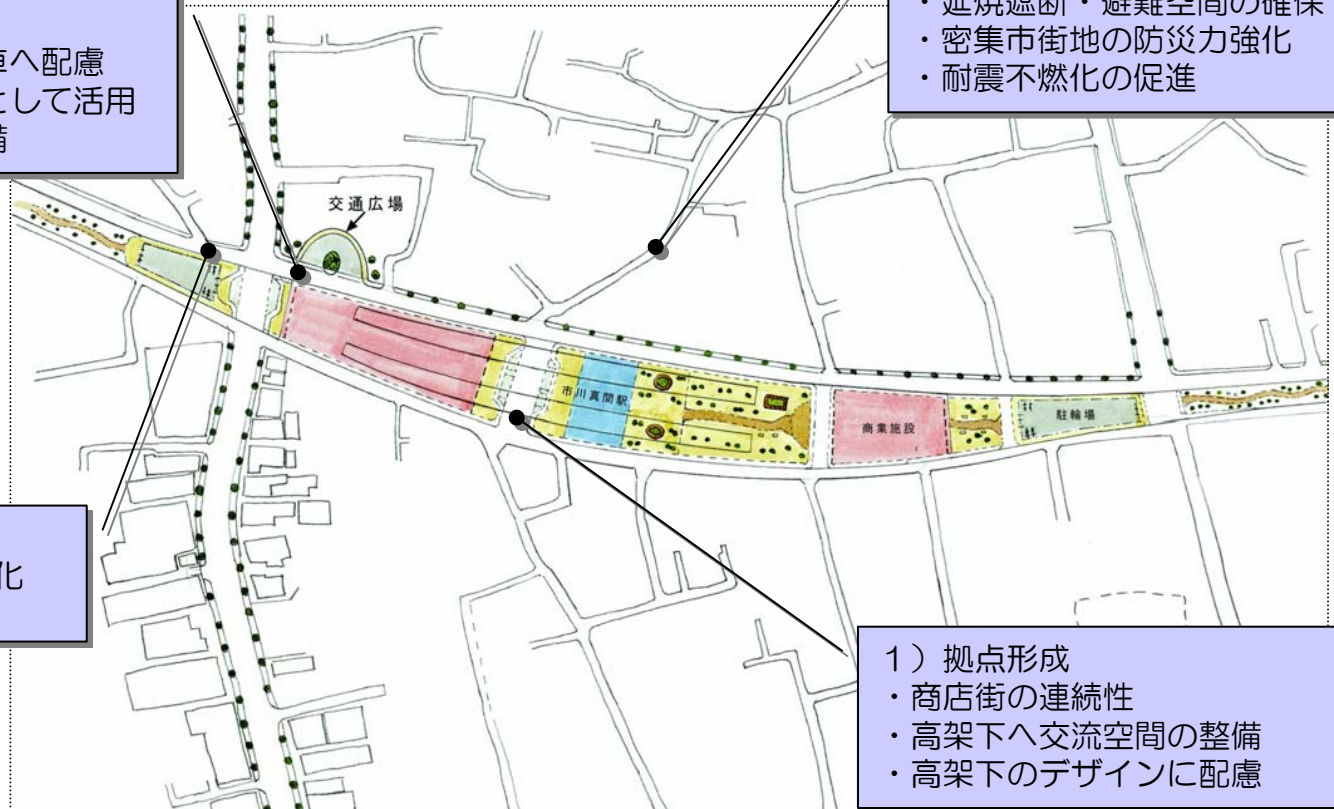 車へ配慮
として活用
備
・延焼遮断・避難空間の確保
・密集市街地の防災力強化
・耐震不燃化の促進
交通広場
市川真間駅
商業施設
駐輪場
化
1）拠点形成
・商店街の連続性
・高架下へ交流空間の整備
・高架下のデザインに配慮